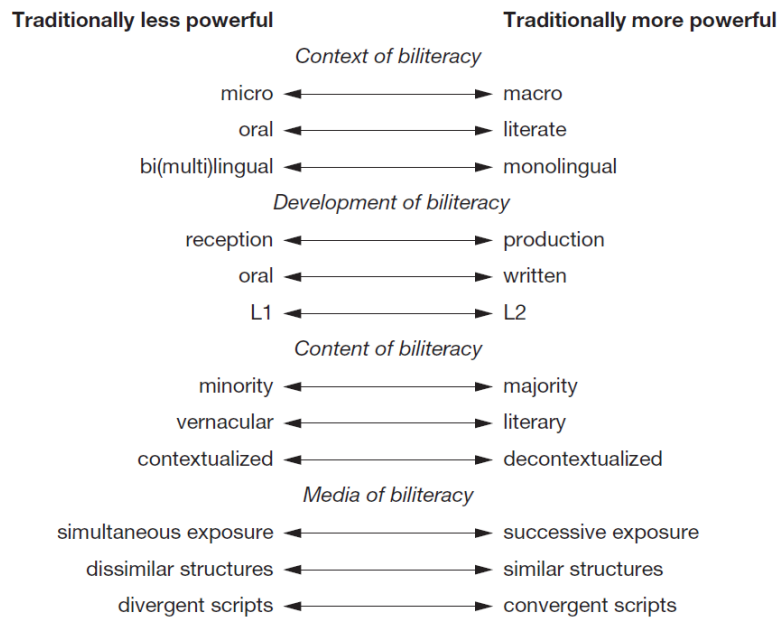 Traditionally less powerful Traditionally more powerful
Context of biliteracy
micro macro
oral literate
bi(multi)lingual monolingual
Development of biliteracy
reception production
oral written
L1 L2
Content of biliteracy
minority majority
vernacular literary
contextualized decontextualized
Media of biliteracy
simultaneous exposure successive exposure
dissimilar structures similar structures
divergent scripts convergent scripts